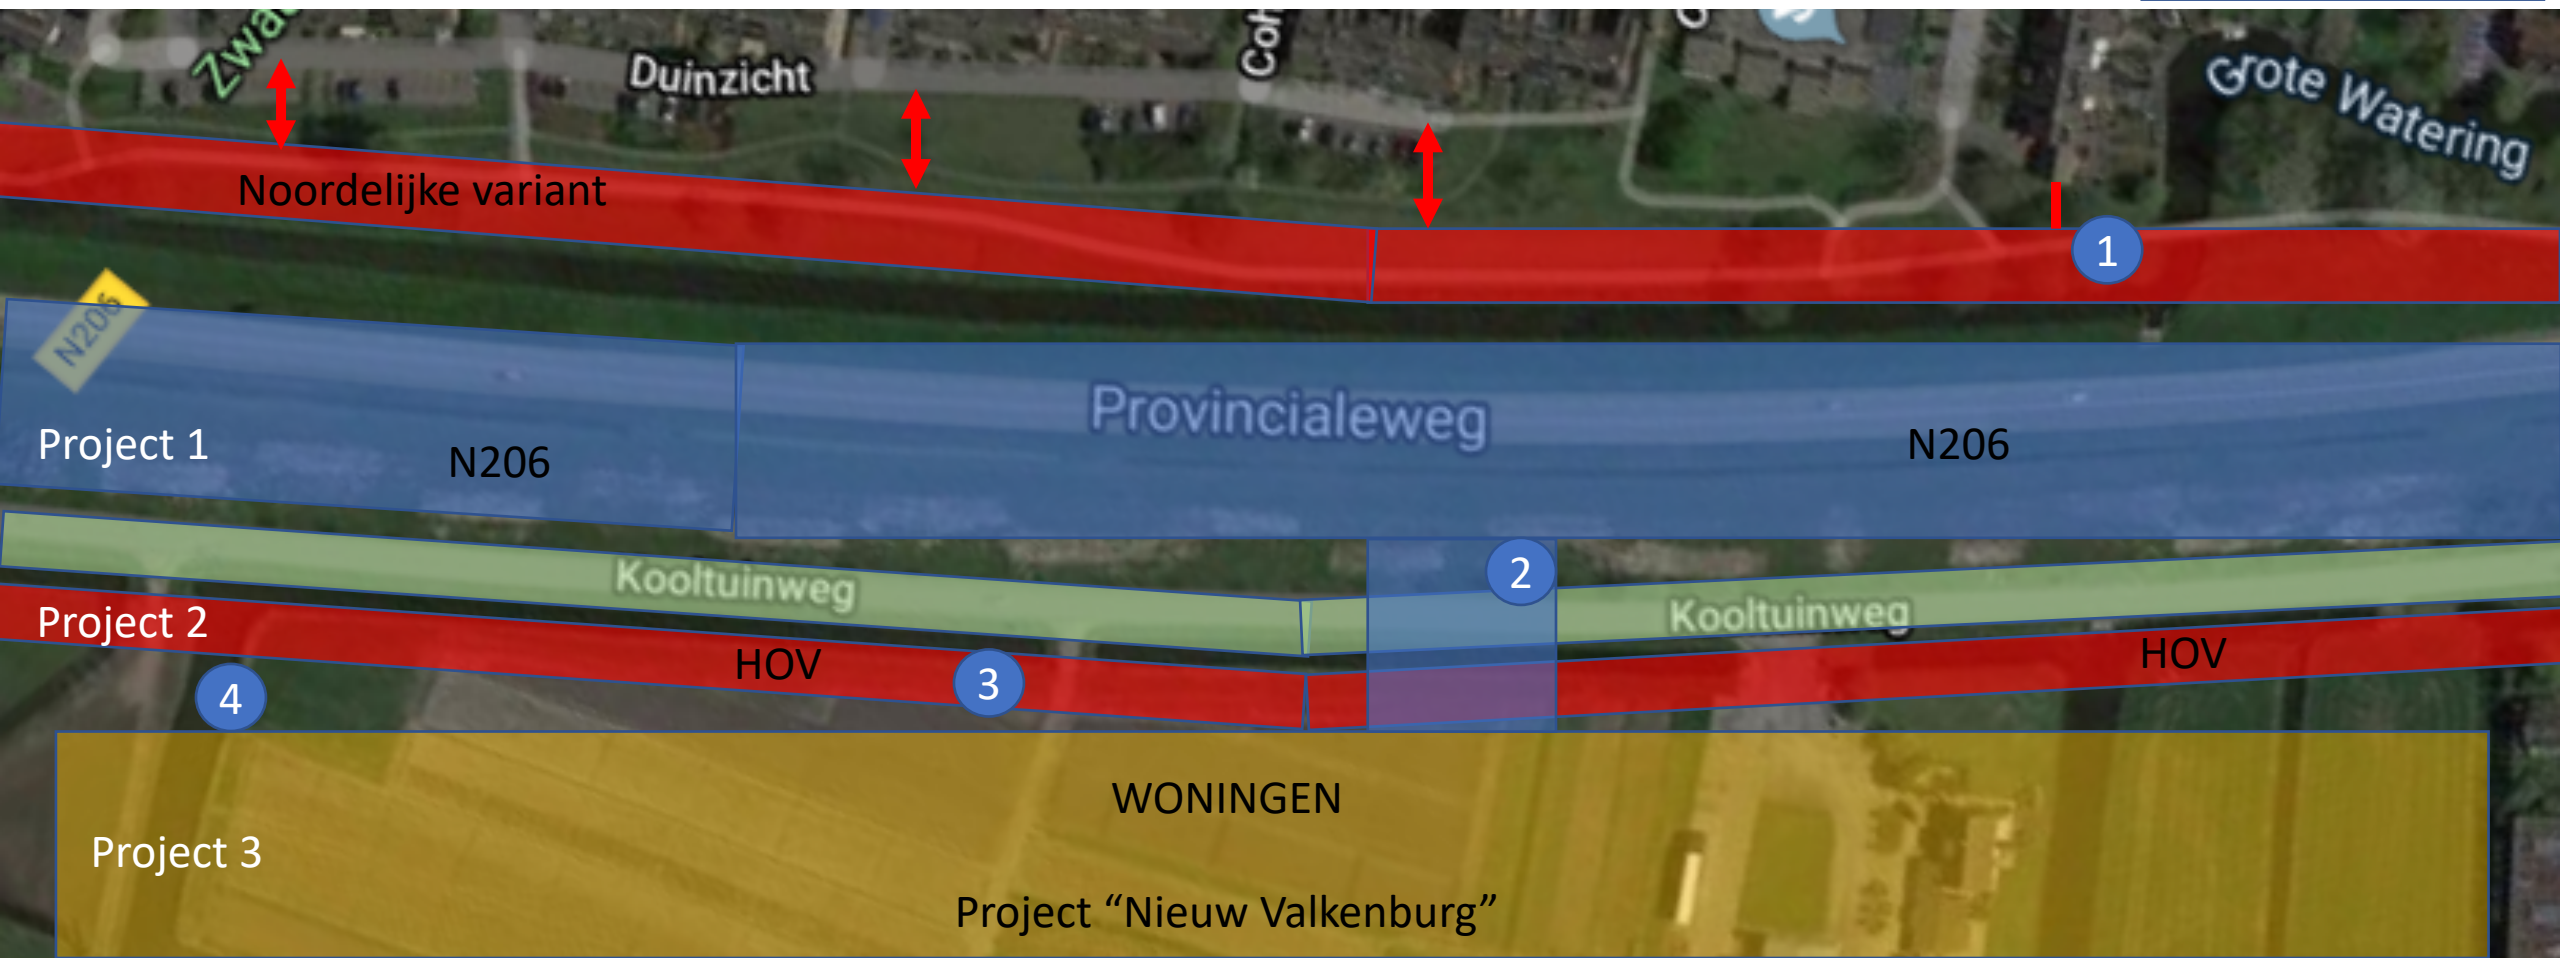 Duinzicht
Grote Watering
Noordelijke variant
1
N206
Provincialeweg
Project 1
N206
N206
2
Kooltuinweg
Kooltuinweg
Project 2
HOV
HOV
3
4
WONINGEN
Project 3
Project “Nieuw Valkenburg”